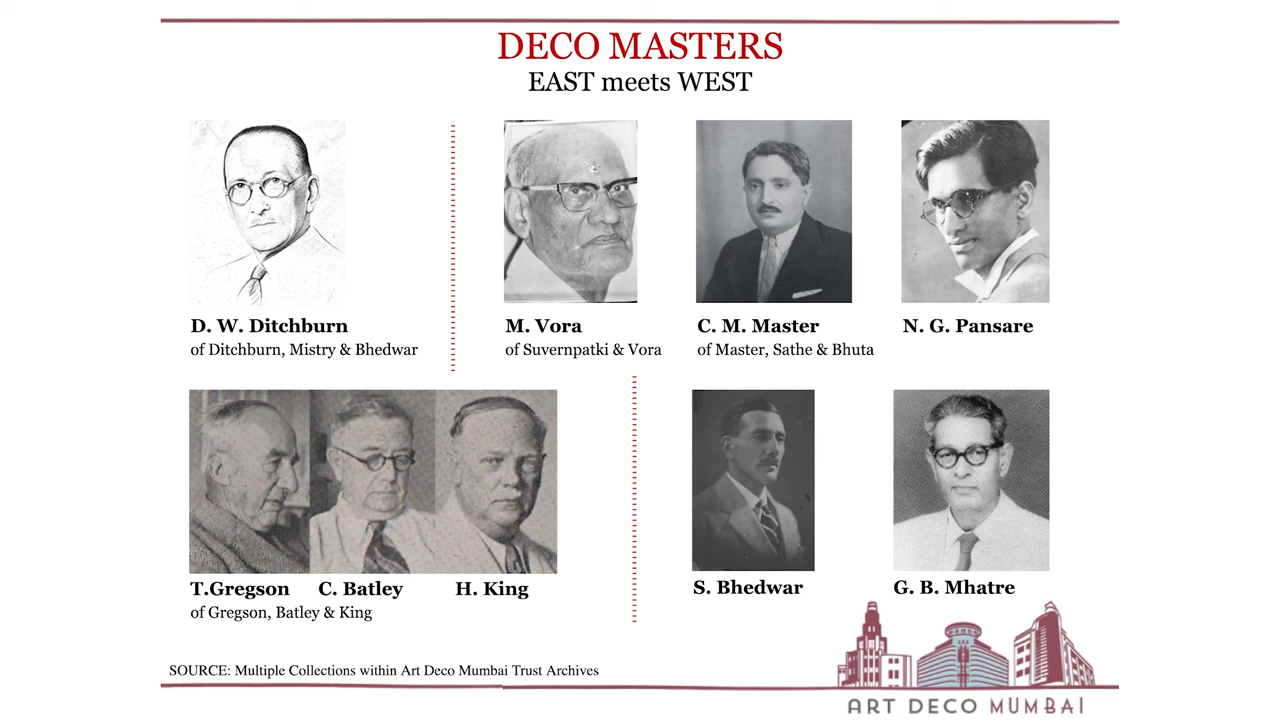 DECO MASTERS
EAST meets WEST
D. W. Ditchburn
of Ditchburn, Mistry & Bhedwar
M. Vora
of Suvernpatki & Vora
C. M. Master
of Master, Sathe & Bhuta
N. G. Pansare
T.Gregson
C. Batley
H. King
of Gregson, Batley & King
S. Bhedwar
G. B. Mhatre
SOURCE: Multiple Collections within Art Deco Mumbai Trust Archives
ART DECO MUMBAI